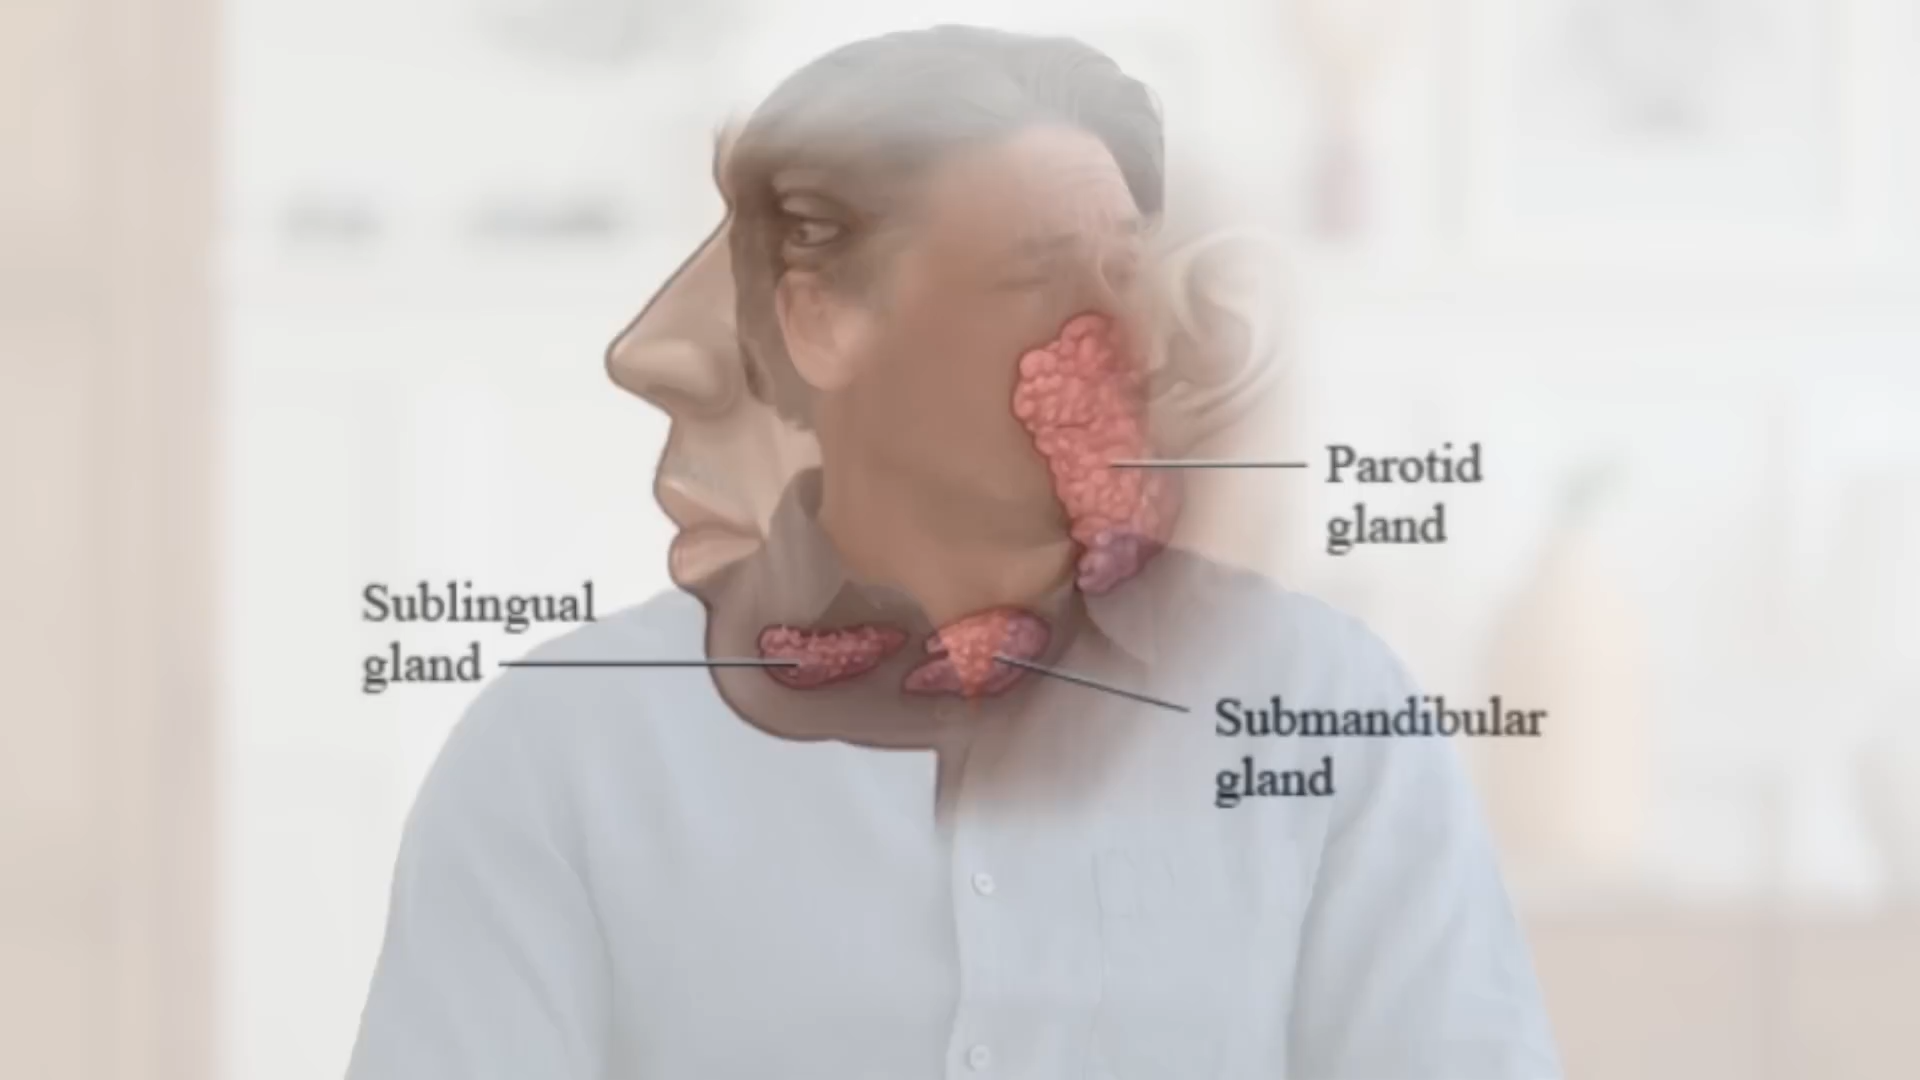 Parotid
gland
Sublingual
gland
Submandibular
gland